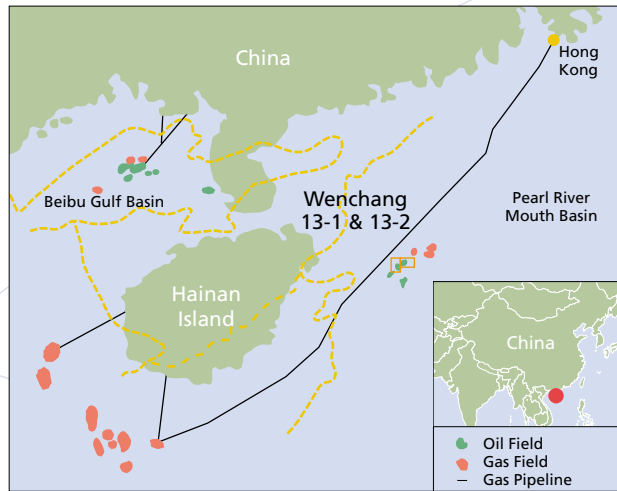 China
Hong
Kong
Wenchang
13-1 & 13-2
Pearl River
Mouth Basin
Beibu Gulf Basin
Hainan
Island
China
Oil Field
Gas Field
Gas Pipeline